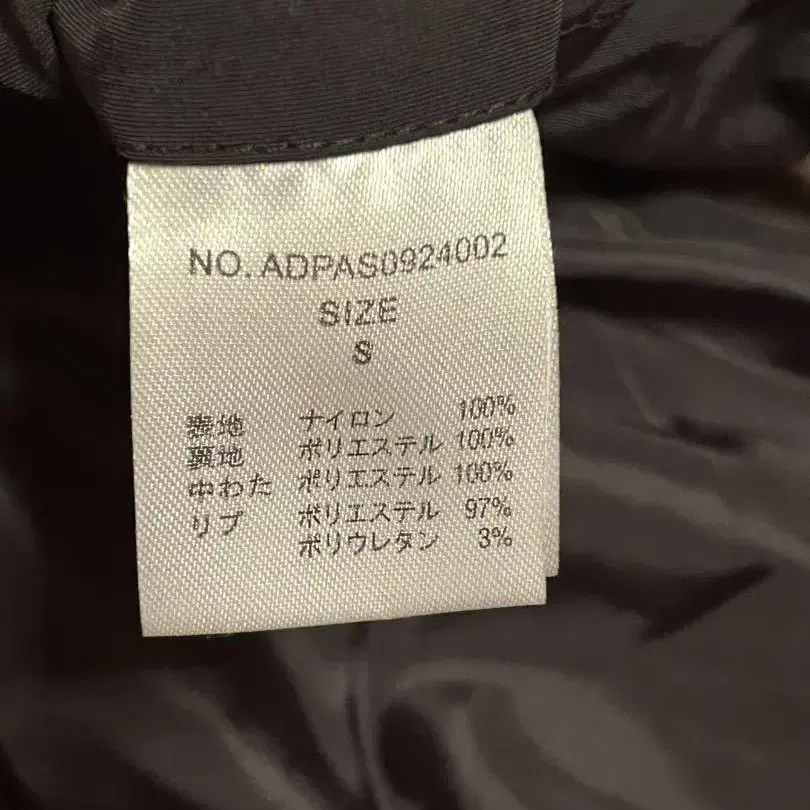 NO. ADPAS0924002
SIZE
S
表地 ナイロン 100%
裏地 ポリエステル 100%
中わた ポリエステル 100%
リブ ポリエステル 97%
ポリウレタン 3%